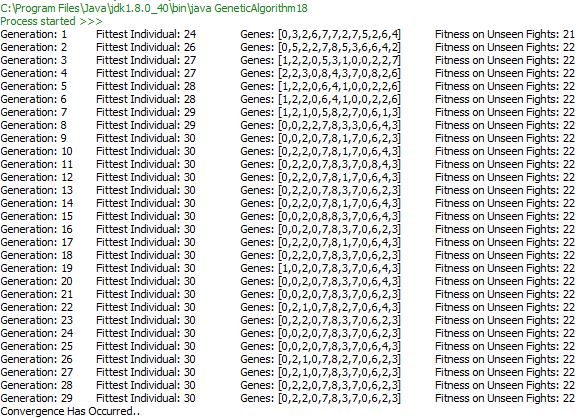 C:\Program Files\Java\jdk1.8.0_40\bin\java GeneticAlgorithm18
Process started >>>
Generation: 1 Fittest Individual: 24 Genes: [0,3,2,6,7,7,2,7,5,2,6,4] Fitness on Unseen Fights: 21
Generation: 2 Fittest Individual: 26 Genes: [0,5,2,2,7,8,5,3,6,6,4,2] Fitness on Unseen Fights: 22
Generation: 3 Fittest Individual: 27 Genes: [1,2,2,0,5,3,1,0,0,2,2,7] Fitness on Unseen Fights: 22
Generation: 4 Fittest Individual: 27 Genes: [2,2,3,0,8,4,3,7,0,8,2,6] Fitness on Unseen Fights: 22
Generation: 5 Fittest Individual: 28 Genes: [1,2,2,0,6,4,1,0,0,2,2,6] Fitness on Unseen Fights: 22
Generation: 6 Fittest Individual: 28 Genes: [1,2,2,0,6,4,1,0,0,2,2,6] Fitness on Unseen Fights: 22
Generation: 7 Fittest Individual: 29 Genes: [1,2,1,0,5,8,2,7,0,6,1,3] Fitness on Unseen Fights: 22
Generation: 8 Fittest Individual: 29 Genes: [0,0,2,2,7,8,3,3,0,6,4,3] Fitness on Unseen Fights: 22
Generation: 9 Fittest Individual: 30 Genes: [0,0,2,0,7,8,1,7,0,6,2,3] Fitness on Unseen Fights: 22
Generation: 10 Fittest Individual: 30 Genes: [0,2,2,0,7,8,1,7,0,6,4,3] Fitness on Unseen Fights: 22
Generation: 11 Fittest Individual: 30 Genes: [0,2,2,0,7,8,3,7,0,8,4,3] Fitness on Unseen Fights: 22
Generation: 12 Fittest Individual: 30 Genes: [0,2,2,0,7,8,1,7,0,6,2,3] Fitness on Unseen Fights: 22
Generation: 13 Fittest Individual: 30 Genes: [0,2,2,0,7,8,3,7,0,6,2,3] Fitness on Unseen Fights: 22
Generation: 14 Fittest Individual: 30 Genes: [0,2,2,0,7,8,1,7,0,6,4,3] Fitness on Unseen Fights: 22
Generation: 15 Fittest Individual: 30 Genes: [0,0,2,0,8,8,3,7,0,6,4,3] Fitness on Unseen Fights: 22
Generation: 16 Fittest Individual: 30 Genes: [0,0,2,0,7,8,3,7,0,6,2,3] Fitness on Unseen Fights: 22
Generation: 17 Fittest Individual: 30 Genes: [0,2,2,0,7,8,1,7,0,6,4,3] Fitness on Unseen Fights: 22
Generation: 18 Fittest Individual: 30 Genes: [0,2,2,0,7,8,3,7,0,6,2,3] Fitness on Unseen Fights: 22
Generation: 19 Fittest Individual: 30 Genes: [1,0,2,0,7,8,3,7,0,6,4,3] Fitness on Unseen Fights: 22
Generation: 20 Fittest Individual: 30 Genes: [0,0,2,0,7,8,3,7,0,6,4,3] Fitness on Unseen Fights: 22
Generation: 21 Fittest Individual: 30 Genes: [0,0,2,0,7,8,3,7,0,6,2,3] Fitness on Unseen Fights: 22
Generation: 22 Fittest Individual: 30 Genes: [0,2,1,0,7,8,2,7,0,6,2,3] Fitness on Unseen Fights: 22
Generation: 23 Fittest Individual: 30 Genes: [0,2,2,0,7,8,3,7,0,6,2,3] Fitness on Unseen Fights: 22
Generation: 24 Fittest Individual: 30 Genes: [0,0,2,0,7,8,3,7,0,6,2,3] Fitness on Unseen Fights: 22
Generation: 25 Fittest Individual: 30 Genes: [0,0,2,0,7,8,3,7,0,6,4,3] Fitness on Unseen Fights: 22
Generation: 26 Fittest Individual: 30 Genes: [0,2,1,0,7,8,2,7,0,6,2,3] Fitness on Unseen Fights: 22
Generation: 27 Fittest Individual: 30 Genes: [0,2,1,0,7,8,3,7,0,6,4,3] Fitness on Unseen Fights: 22
Generation: 28 Fittest Individual: 30 Genes: [0,2,2,0,7,8,3,7,0,6,2,3] Fitness on Unseen Fights: 22
Generation: 29 Fittest Individual: 30 Genes: [0,2,2,0,7,8,3,7,0,6,2,3] Fitness on Unseen Fights: 22
Convergence Has Occurred..